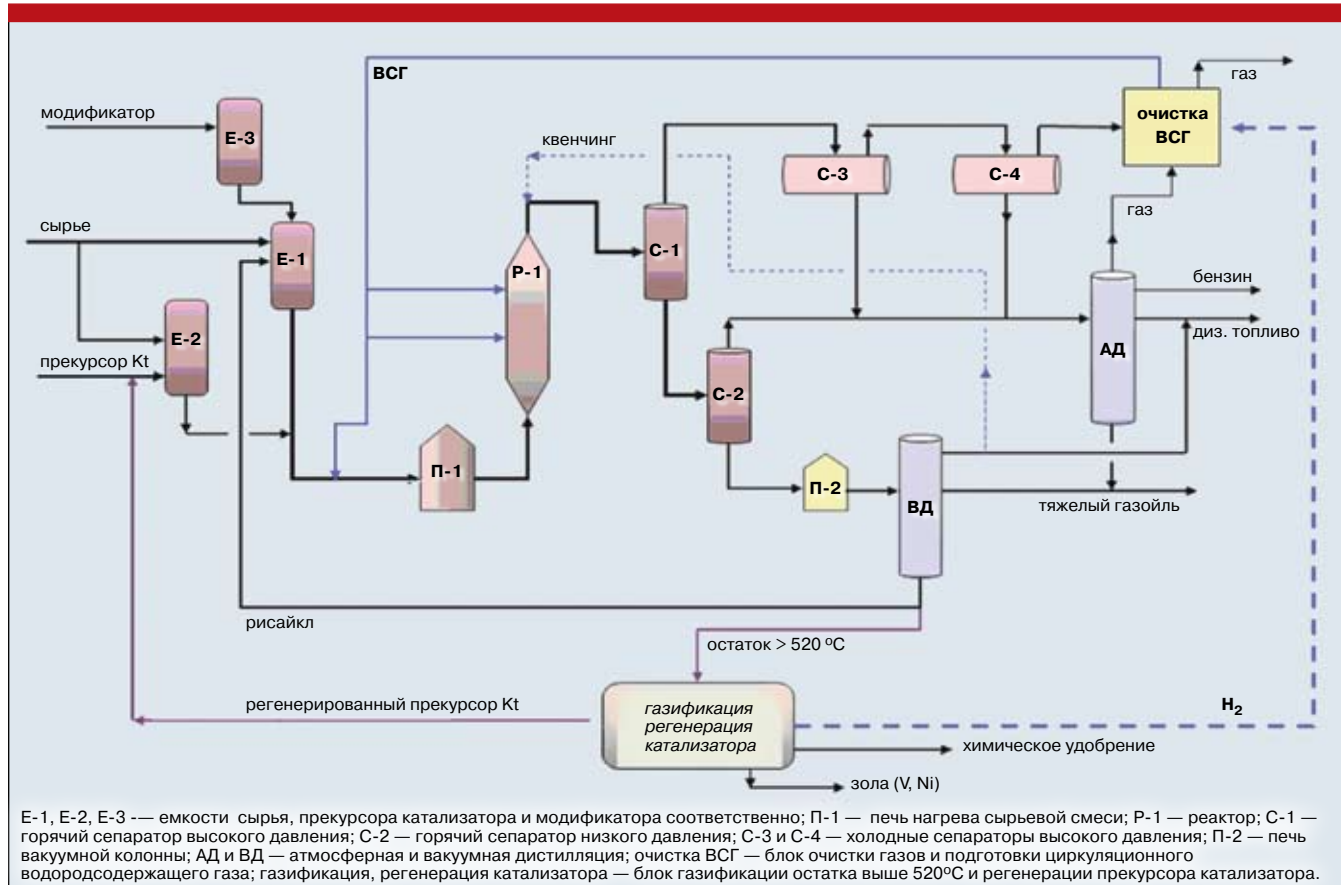 ВСГ
газ
модификатор
Е-3
квенчинг
очистка
ВСГ
С-3
С-4
сырье
Е-1
Р-1
С-1
газ
бензин
диз. топливо
Е-2
прекурсор Kt
АД
С-2
П-1
П-2
ВД
тяжелый газойль
рисайкл
остаток > 520 ºС
регенерированный прекурсор Kt
газификация
регенерация
катализатора
H2
химическое удобрение
зола (V, Ni)
Е-1, Е-2, Е-3 -— емкости сырья, прекурсора катализатора и модификатора соответственно; П-1 — печь нагрева сырьевой смеси; Р-1 — реактор; С-1 —
горячий сепаратор высокого давления; С-2 — горячий сепаратор низкого давления; С-3 и С-4 — холодные сепараторы высокого давления; П-2 — печь
вакуумной колонны; АД и ВД — атмосферная и вакуумная дистилляция; очистка ВСГ — блок очистки газов и подготовки циркуляционного
водородсодержащего газа; газификация, регенерация катализатора — блок газификации остатка выше 520ºС и регенерации прекурсора катализатора.